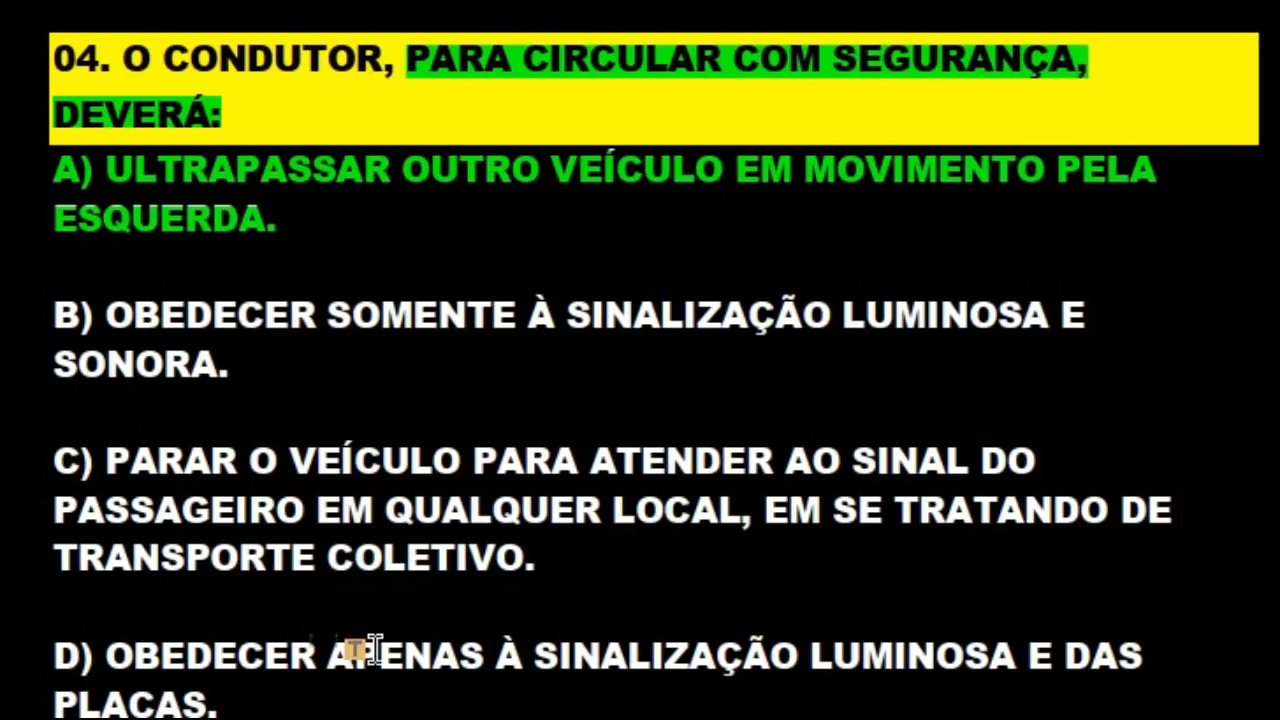 04. O CONDUTOR, PARA CIRCULAR COM SEGURANÇA,
DEVERÁ:
A) ULTRAPASSAR OUTRO VEÍCULO EM MOVIMENTO PELA
ESQUERDA.
B) OBEDECER SOMENTE À SINALIZAÇÃO LUMINOSA E
SONORA.
C) PARAR O VEÍCULO PARA ATENDER AO SINAL DO
PASSAGEIRO EM QUALQUER LOCAL, EM SE TRATANDO DE
TRANSPORTE COLETIVO.
D) OBEDECER APENAS À SINALIZAÇÃO LUMINOSA E DAS
PLACAS.